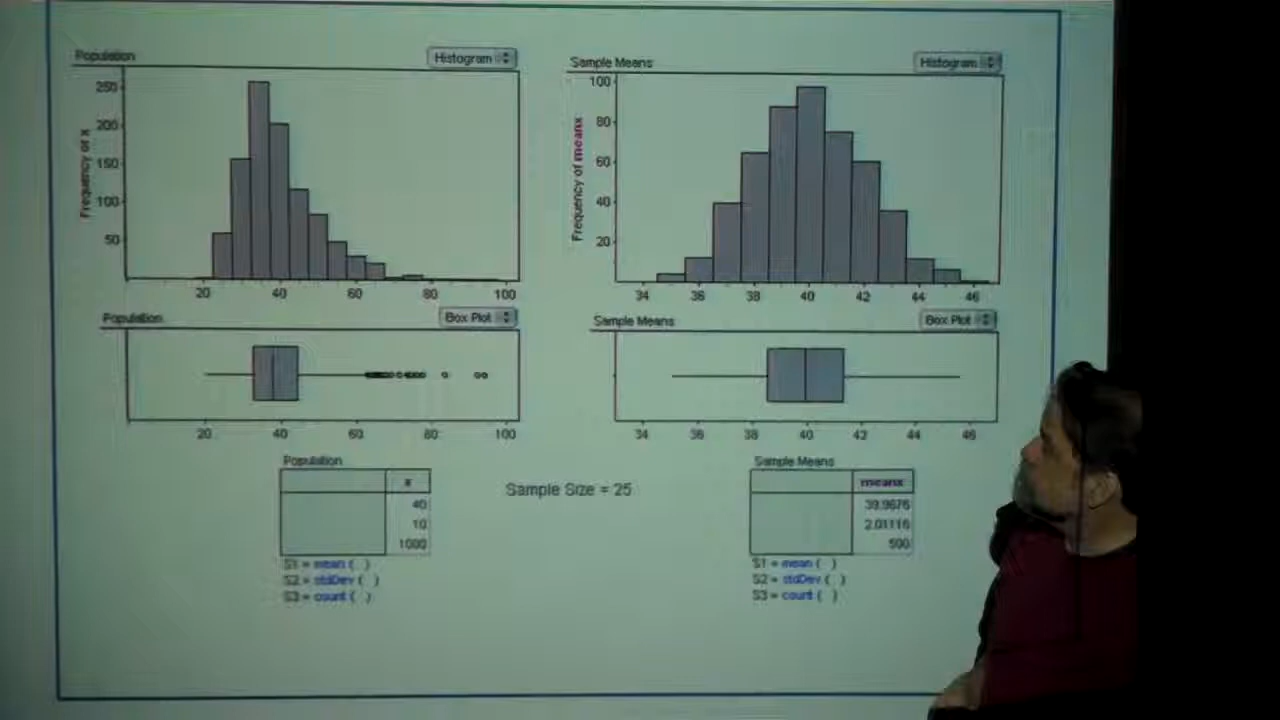 Population
Histogram
Frequency of x
250
200
150
100
50
20 40 60 80 100
Sample Means
Histogram
Frequency of meanx
100
80
60
40
20
34 36 38 40 42 44 46
Population
Box Plot
20 40 60 80 100
Sample Means
Box Plot
34 36 38 40 42 44 46
Population
x
40
10
1000
S1 = mean ( )
S2 = stdDev ( )
S3 = count ( )
Sample Size = 25
Sample Means
meanx
39.9676
2.01116
500
S1 = mean ( )
S2 = stdDev ( )
S3 = count ( )